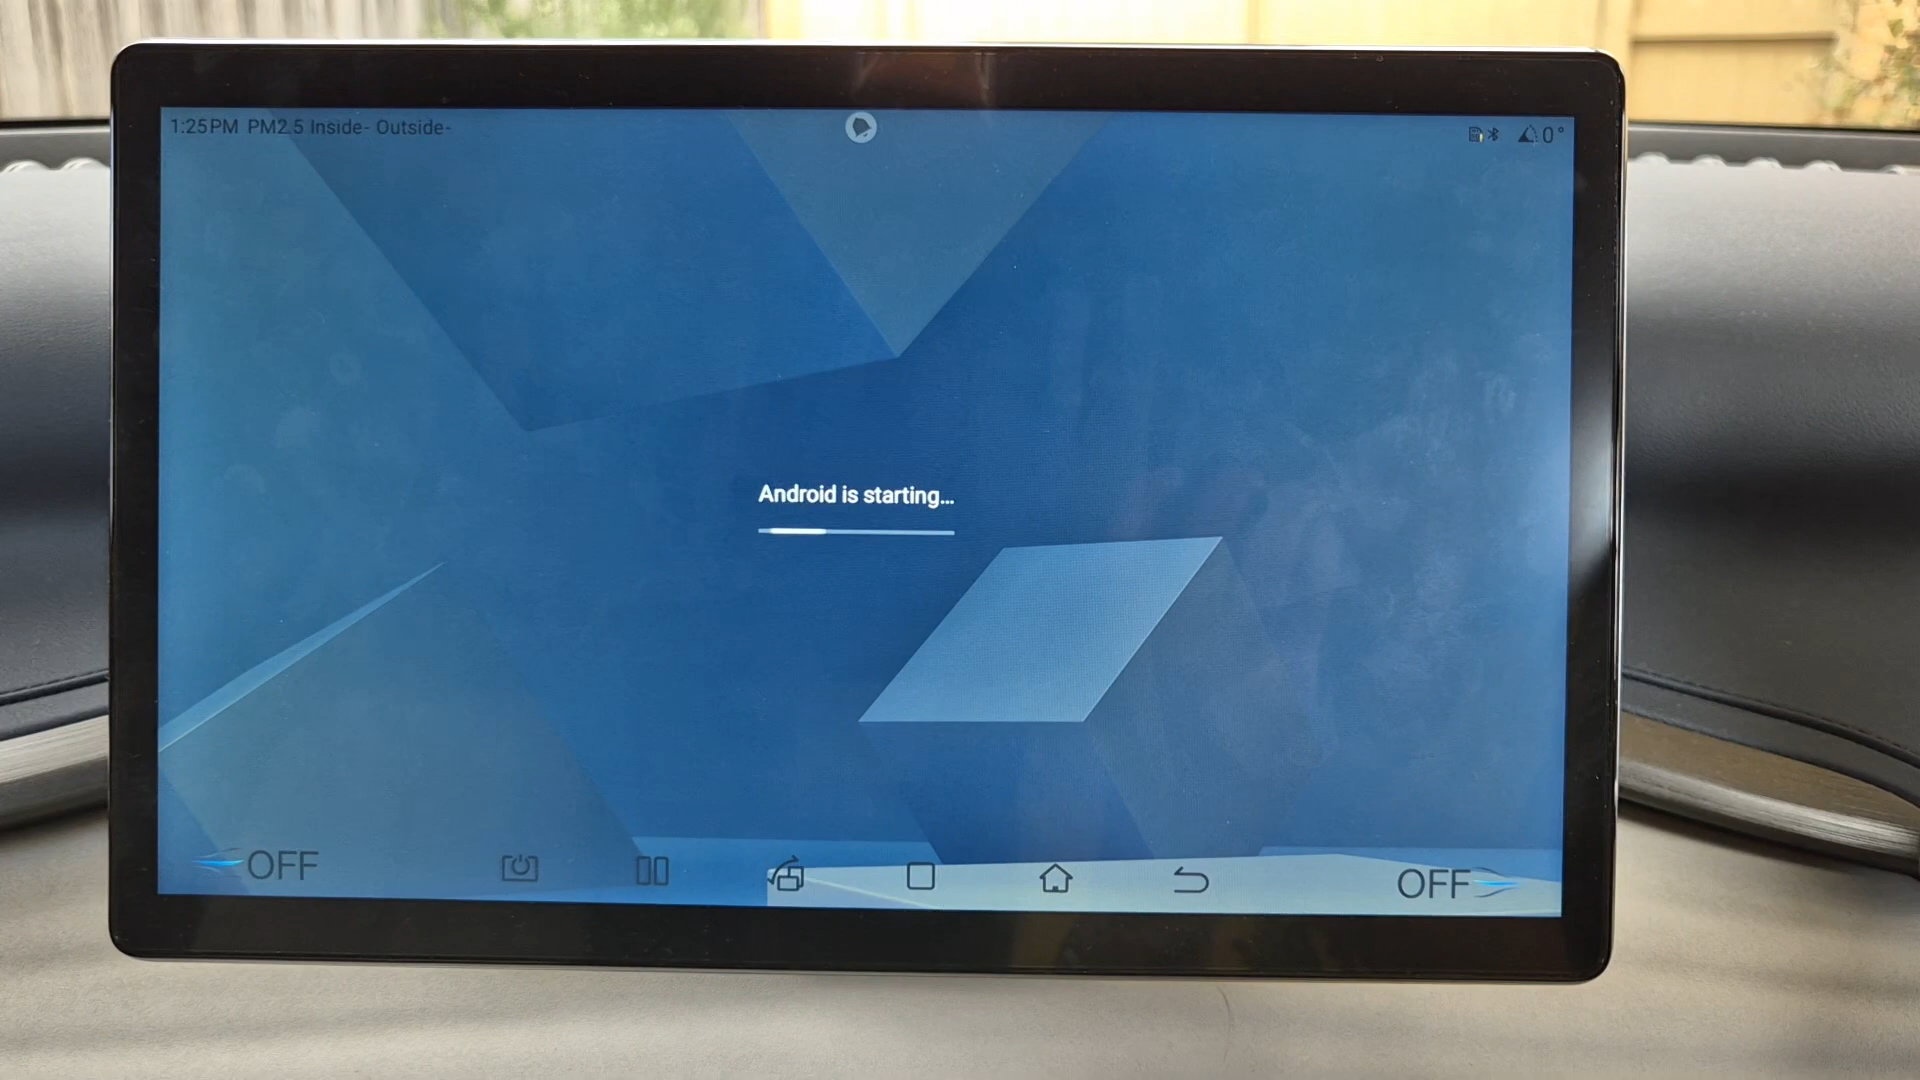 1:25PM PM2.5 Inside- Outside-
0°
Android is starting...
OFF
OFF